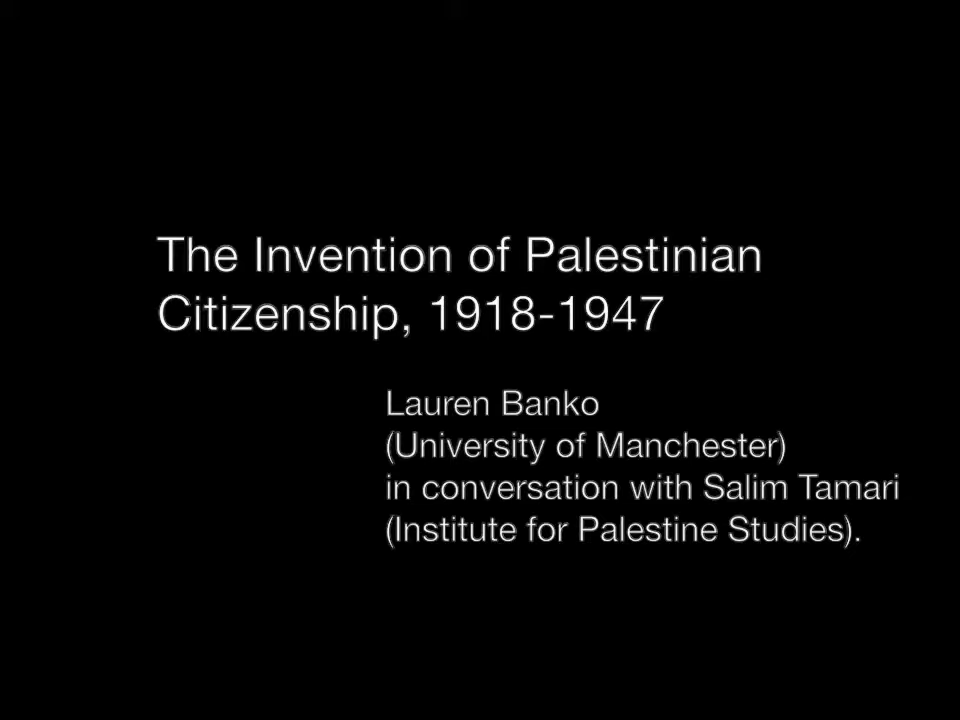 The Invention of Palestinian
Citizenship, 1918-1947
Lauren Banko
(University of Manchester)
in conversation with Salim Tamari
(Institute for Palestine Studies).